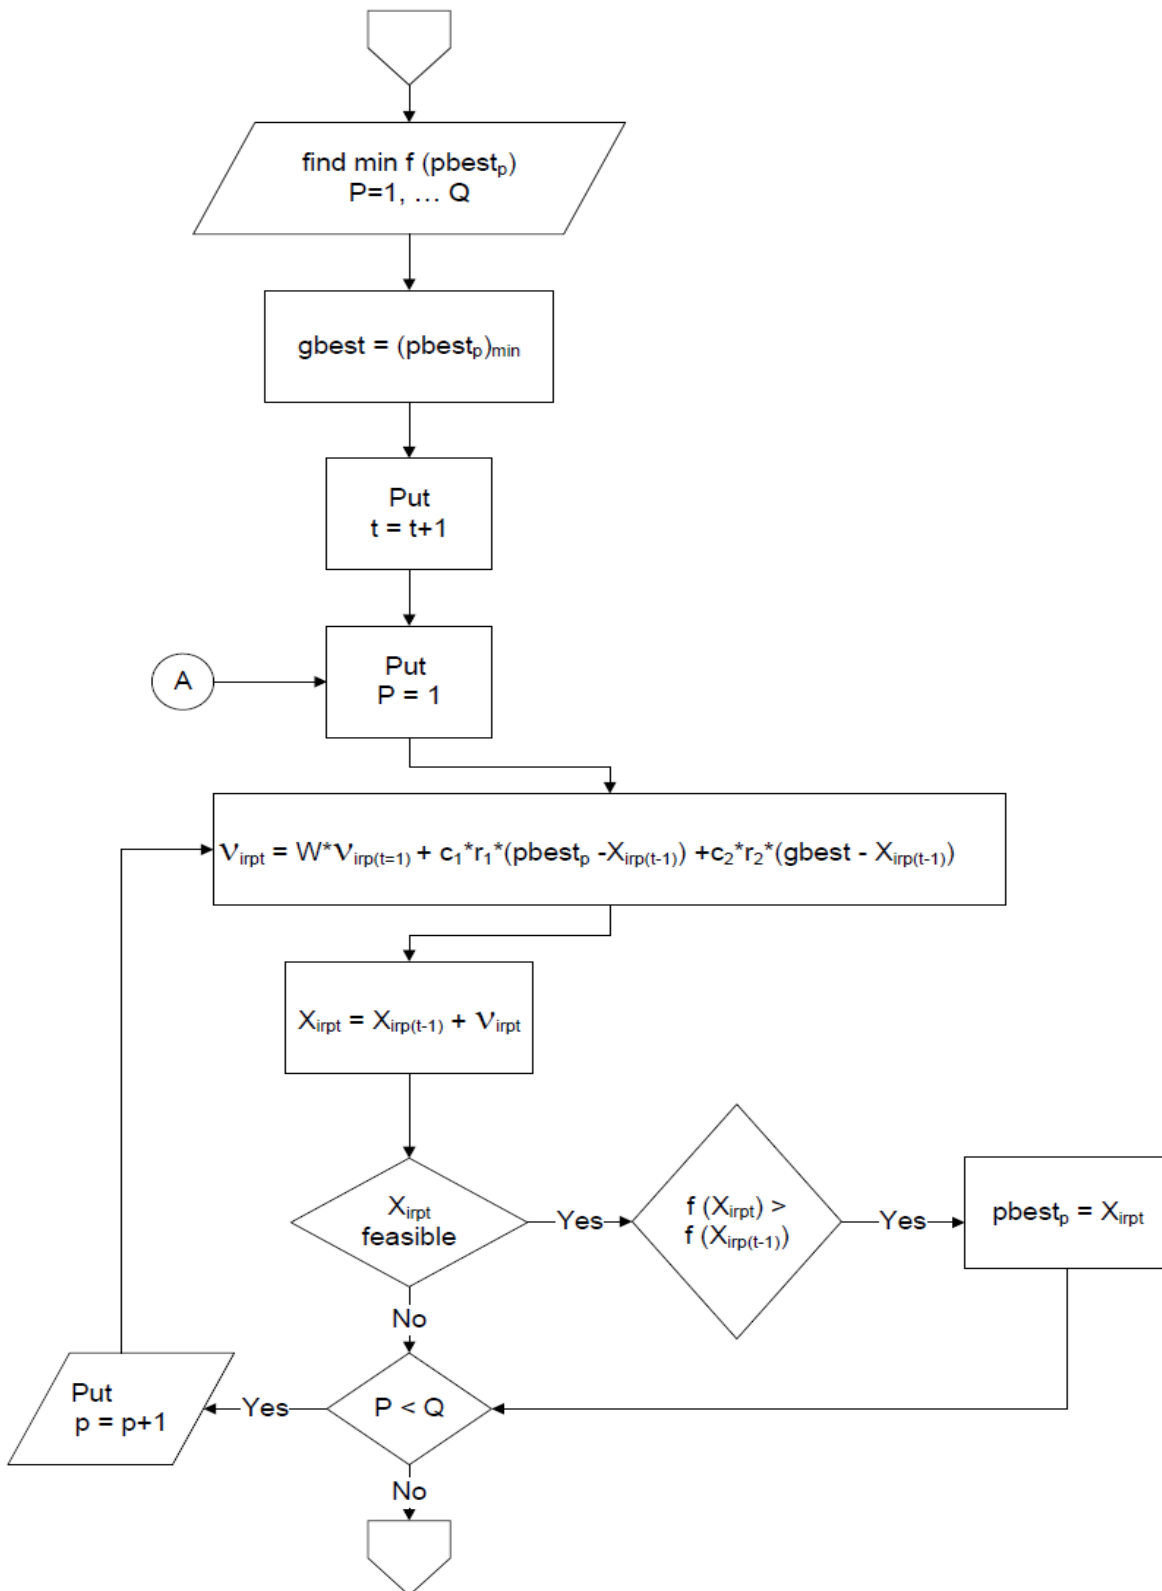 find min f (pbestp)
P=1, ... Q
gbest = (pbestp)min
Put
t = t+1
A
Put
P = 1
νirpt = W*νirp(t=1) + c1*r1*(pbestp -Xirp(t-1)) +c2*r2*(gbest - Xirp(t-1))
Xirpt = Xirp(t-1) + νirpt
Xirpt
feasible
Yes
f (Xirpt) >
f (Xirp(t-1))
Yes
pbestp = Xirpt
No
Put
p = p+1
Yes
P < Q
No